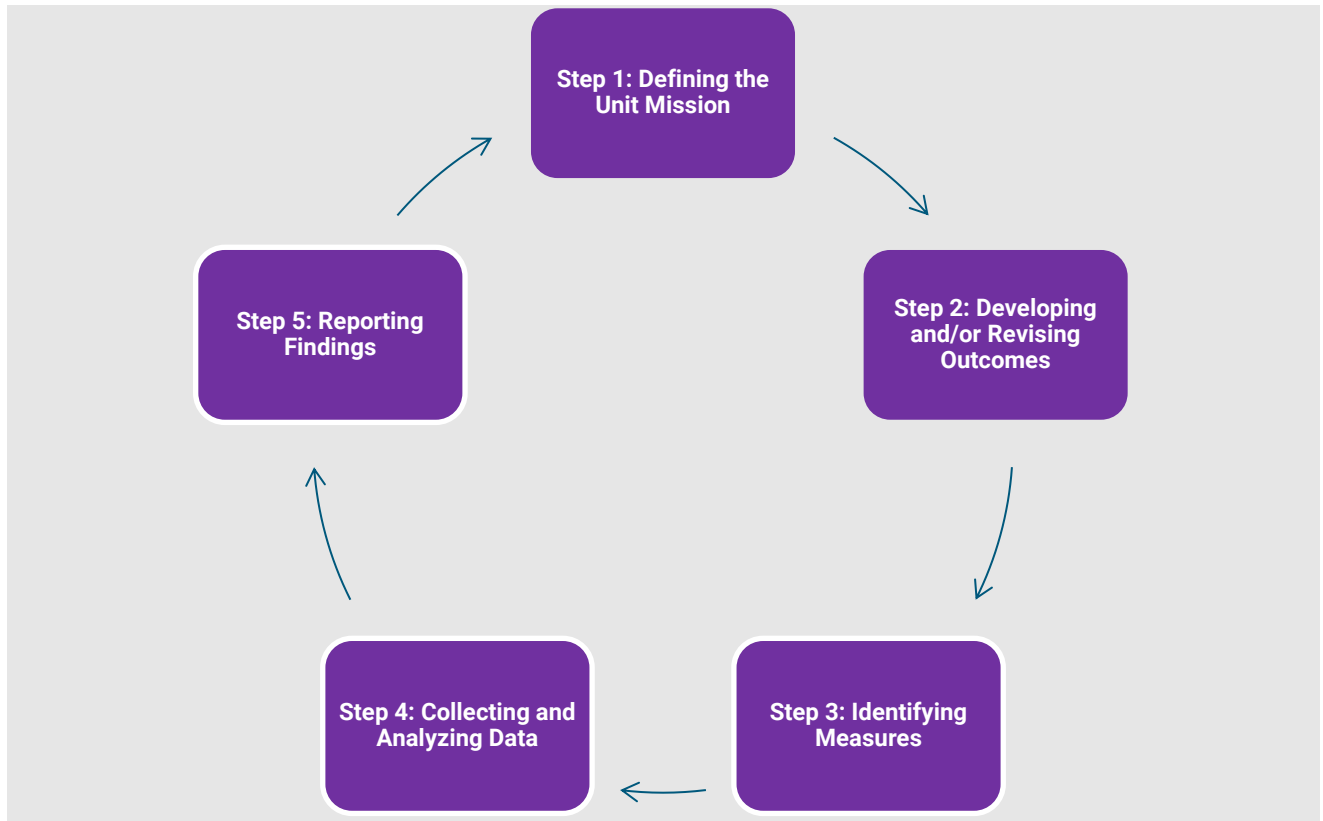 Step 1: Defining the
Unit Mission
Step 2: Developing
and/or Revising
Outcomes
Step 3: Identifying
Measures
Step 4: Collecting and
Analyzing Data
Step 5: Reporting
Findings